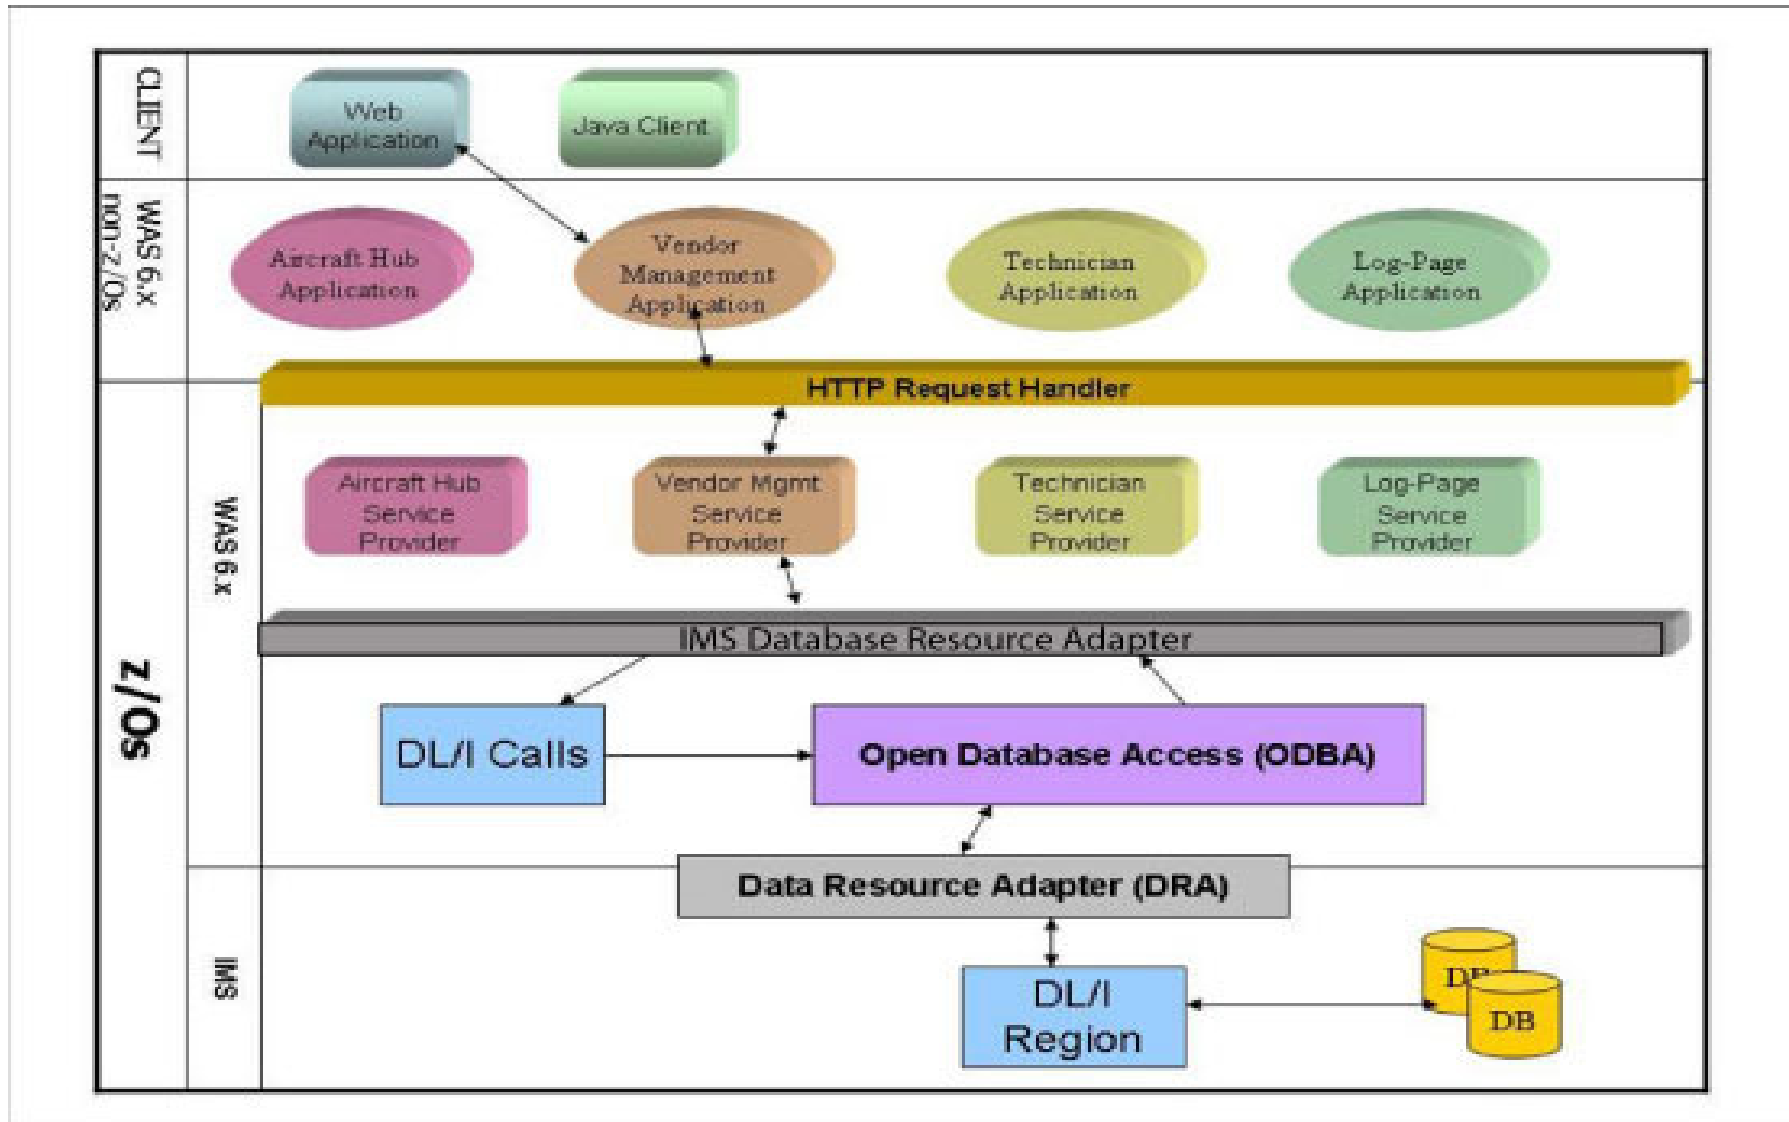 CLIENT
Web
Application
Java Client
WAS 6.x
non-z/Os
Aircraft Hub
Application
Vendor
Management
Application
Technician
Application
Log-Page
Application
HTTP Request Handler
z/Os
WAS 6.x
Aircraft Hub
Service
Provider
Vendor Mgmt
Service
Provider
Technician
Service
Provider
Log-Page
Service
Provider
IMS Database Resource Adapter
DL/I Calls
Open Database Access (ODBA)
Data Resource Adapter (DRA)
IMS
DL/I
Region
DB
DB